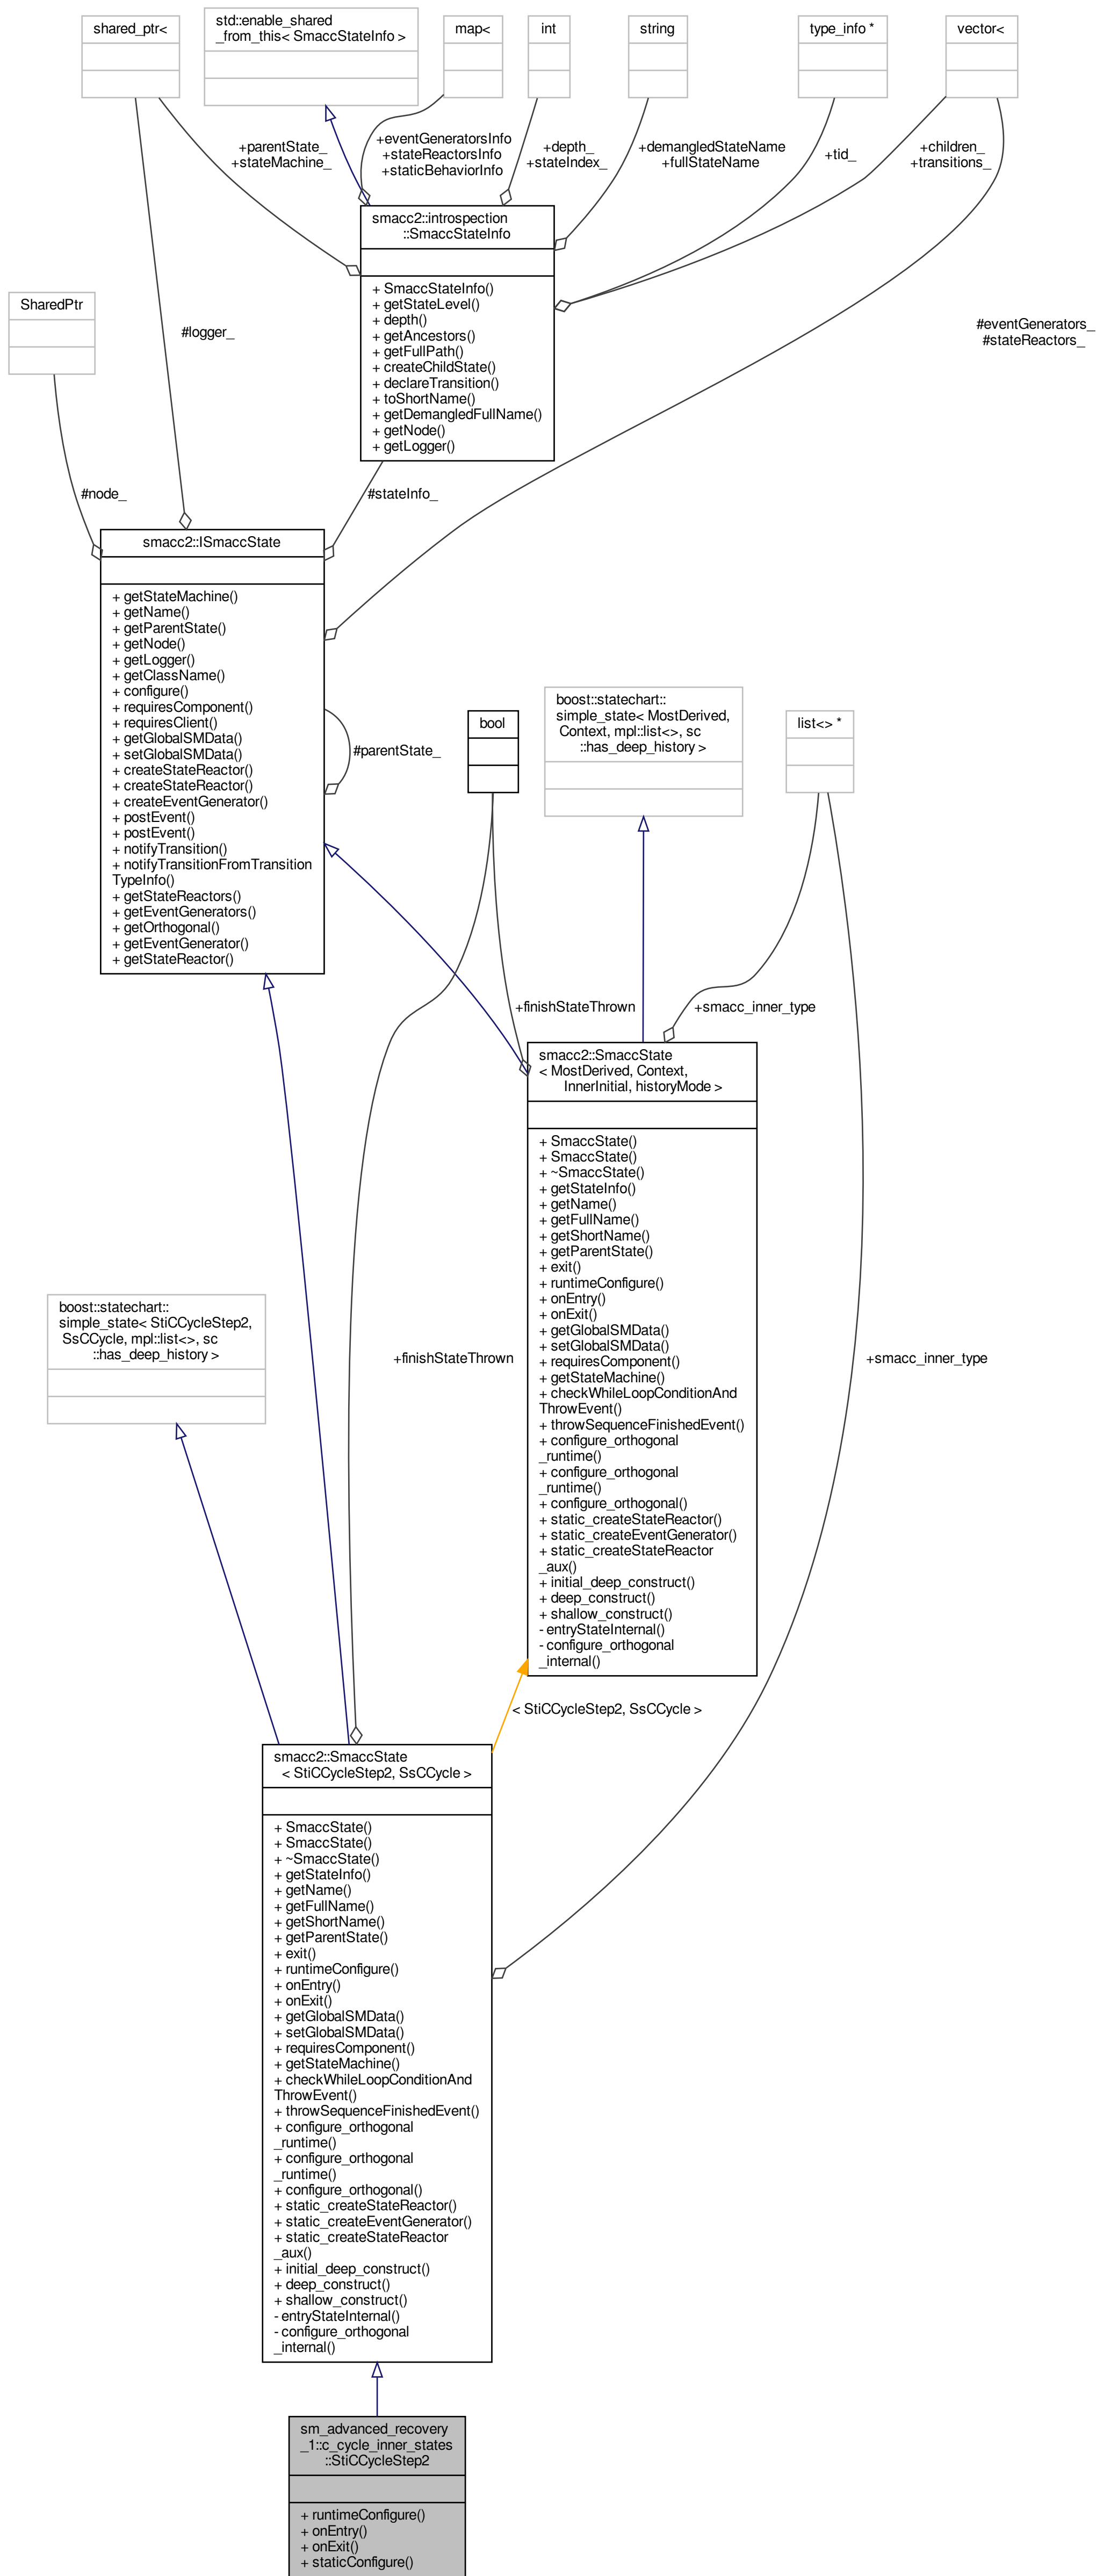 shared_ptr<
std::enable_shared
_from_this< SmaccStateInfo >
map<
int
string
type_info *
vector<
+parentState_
+stateMachine_
+eventGeneratorsInfo
+stateReactorsInfo
+staticBehaviorInfo
+depth_
+stateIndex_
+demangledStateName
+fullStateName
+tid_
+children_
+transitions_
smacc2::introspection
::SmaccStateInfo
+ SmaccStateInfo()
+ getStateLevel()
+ depth()
+ getAncestors()
+ getFullPath()
+ createChildState()
+ declareTransition()
+ toShortName()
+ getDemangledFullName()
+ getNode()
+ getLogger()
SharedPtr
#logger_
#eventGenerators_
#stateReactors_
#node_
#stateInfo_
smacc2::ISmaccState
+ getStateMachine()
+ getName()
+ getParentState()
+ getNode()
+ getLogger()
+ getClassName()
+ configure()
+ requiresComponent()
+ requiresClient()
+ getGlobalSMData()
+ setGlobalSMData()
+ createStateReactor()
+ createStateReactor()
+ createEventGenerator()
+ postEvent()
+ postEvent()
+ notifyTransition()
+ notifyTransitionFromTransition
TypeInfo()
+ getStateReactors()
+ getEventGenerators()
+ getOrthogonal()
+ getEventGenerator()
+ getStateReactor()
#parentState_
bool
boost::statechart::
simple_state< MostDerived,
Context, mpl::list<>, sc
::has_deep_history >
list<> *
+finishStateThrown
+smacc_inner_type
smacc2::SmaccState
< MostDerived, Context,
InnerInitial, historyMode >
+ SmaccState()
+ SmaccState()
+ ~SmaccState()
+ getStateInfo()
+ getName()
+ getFullName()
+ getShortName()
+ getParentState()
+ exit()
+ runtimeConfigure()
+ onEntry()
+ onExit()
+ getGlobalSMData()
+ setGlobalSMData()
+ requiresComponent()
+ getStateMachine()
+ checkWhileLoopConditionAnd
ThrowEvent()
+ throwSequenceFinishedEvent()
+ configure_orthogonal
_runtime()
+ configure_orthogonal
_runtime()
+ configure_orthogonal()
+ static_createStateReactor()
+ static_createEventGenerator()
+ static_createStateReactor
_aux()
+ initial_deep_construct()
+ deep_construct()
+ shallow_construct()
- entryStateInternal()
- configure_orthogonal
_internal()
boost::statechart::
simple_state< StiCCycleStep2,
SsCCycle, mpl::list<>, sc
::has_deep_history >
+finishStateThrown
+smacc_inner_type
< StiCCycleStep2, SsCCycle >
smacc2::SmaccState
< StiCCycleStep2, SsCCycle >
+ SmaccState()
+ SmaccState()
+ ~SmaccState()
+ getStateInfo()
+ getName()
+ getFullName()
+ getShortName()
+ getParentState()
+ exit()
+ runtimeConfigure()
+ onEntry()
+ onExit()
+ getGlobalSMData()
+ setGlobalSMData()
+ requiresComponent()
+ getStateMachine()
+ checkWhileLoopConditionAnd
ThrowEvent()
+ throwSequenceFinishedEvent()
+ configure_orthogonal
_runtime()
+ configure_orthogonal
_runtime()
+ configure_orthogonal()
+ static_createStateReactor()
+ static_createEventGenerator()
+ static_createStateReactor
_aux()
+ initial_deep_construct()
+ deep_construct()
+ shallow_construct()
- entryStateInternal()
- configure_orthogonal
_internal()
sm_advanced_recovery
_1::c_cycle_inner_states
::StiCCycleStep2
+ runtimeConfigure()
+ onEntry()
+ onExit()
+ staticConfigure()